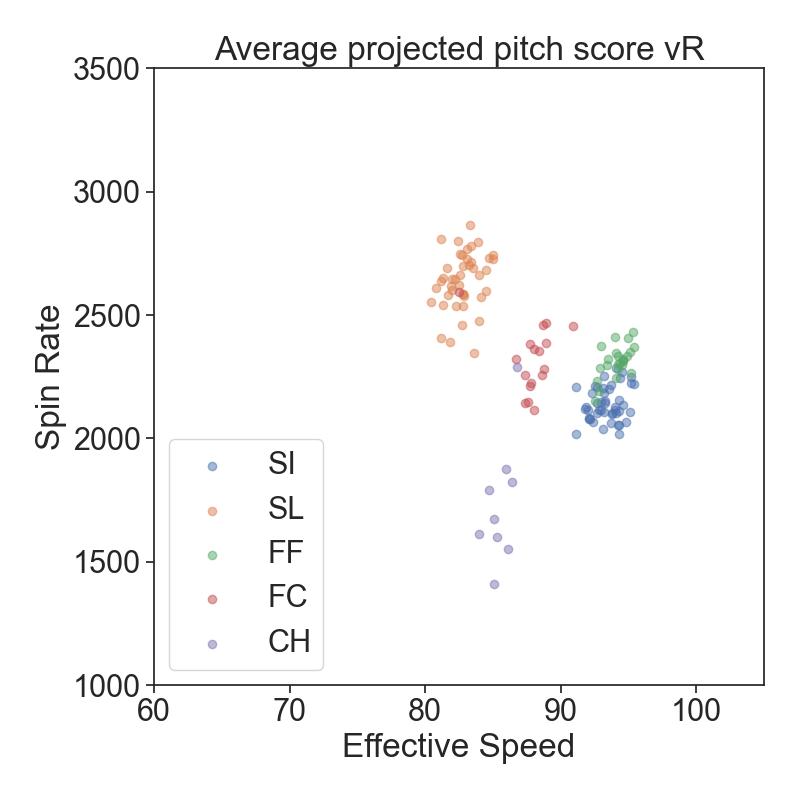 Average projected pitch score vR
3500
3000
2500
2000
1500
1000
Spin Rate
SI
SL
FF
FC
CH
60 70 80 90 100
Effective Speed